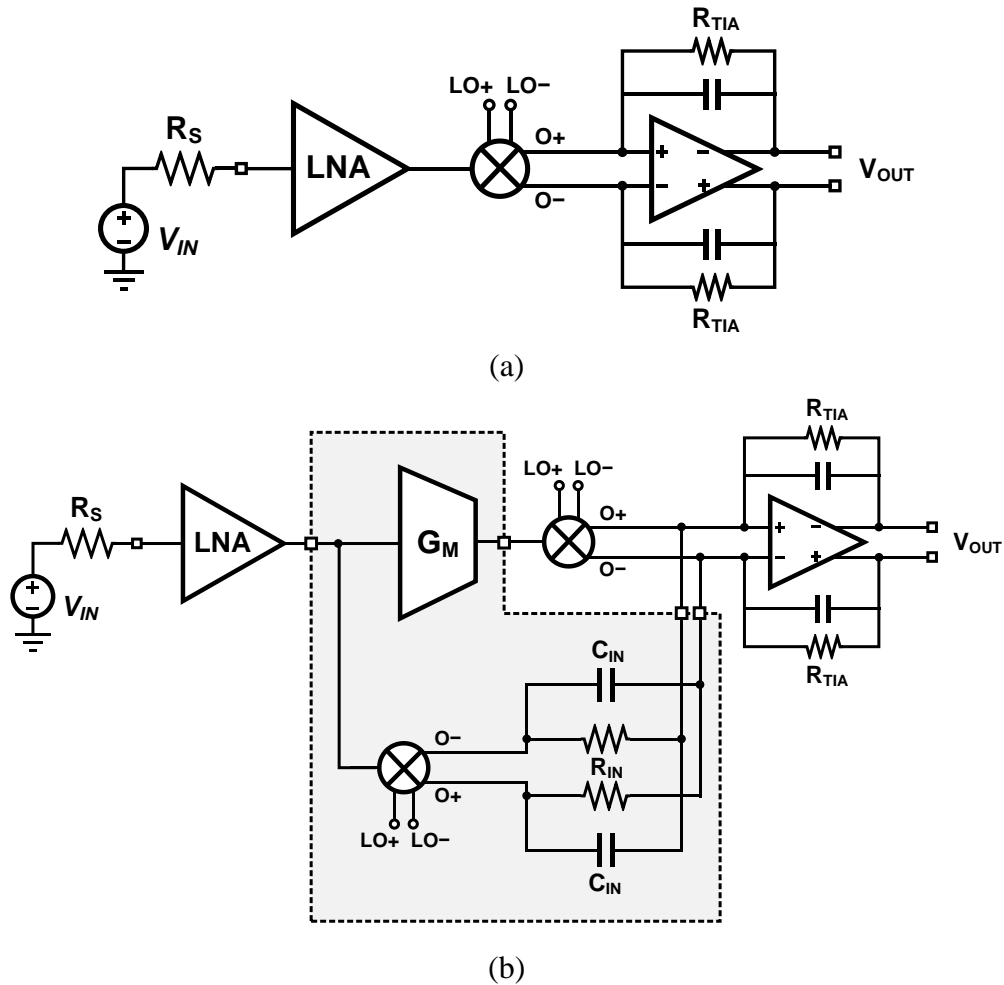 R_TIA
LO+ LO−
R_S
O+
LNA
+ −
V_OUT
− +
O−
+
−
V_IN
R_TIA
(a)
R_TIA
LO+ LO−
R_S
O+
LNA
G_M
+ −
V_OUT
− +
O−
+
−
V_IN
C_IN
R_TIA
O−
R_IN
O+
LO+ LO−
C_IN
(b)